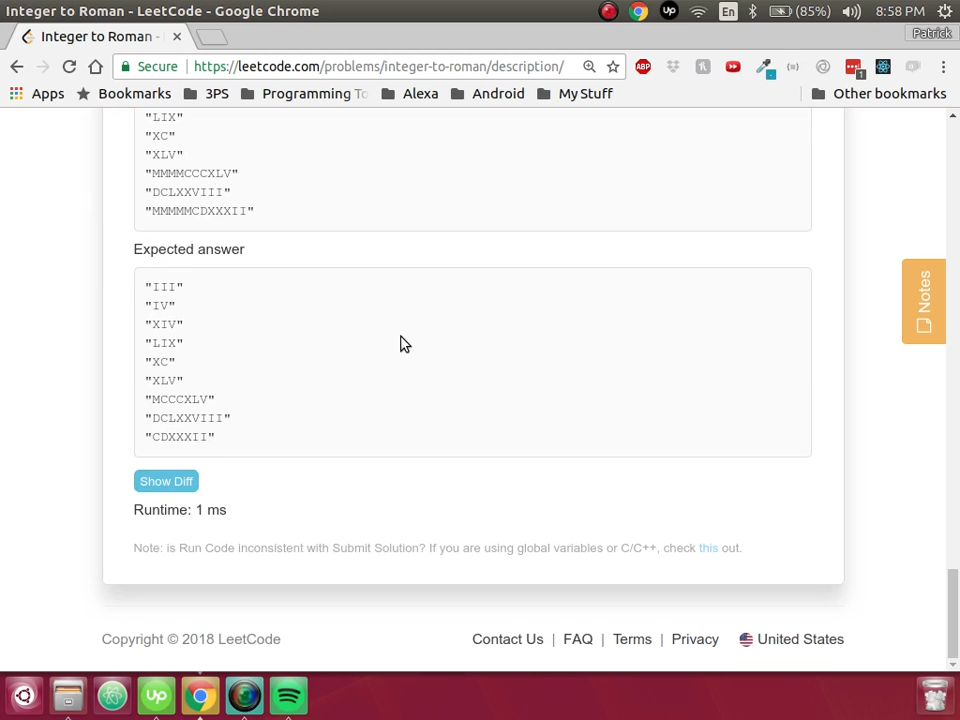 Integer to Roman - LeetCode - Google Chrome
En
(85%)
8:58 PM
Integer to Roman -
Patrick
Secure
https://leetcode.com/problems/integer-to-roman/description/
ABP
1
Apps
Bookmarks
3PS
Programming To
Alexa
Android
My Stuff
Other bookmarks
"LIX"
"XC"
"XLV"
"MMMMCCCXLV"
"DCLXXVIII"
"MMMMMCDXXXII"
Expected answer
"III"
"IV"
"XIV"
"LIX"
"XC"
"XLV"
"MCCCXLV"
"DCLXXVIII"
"CDXXXII"
Notes
Show Diff
Runtime: 1 ms
Note: is Run Code inconsistent with Submit Solution? If you are using global variables or C/C++, check this out.
Copyright © 2018 LeetCode
Contact Us | FAQ | Terms | Privacy
United States
up